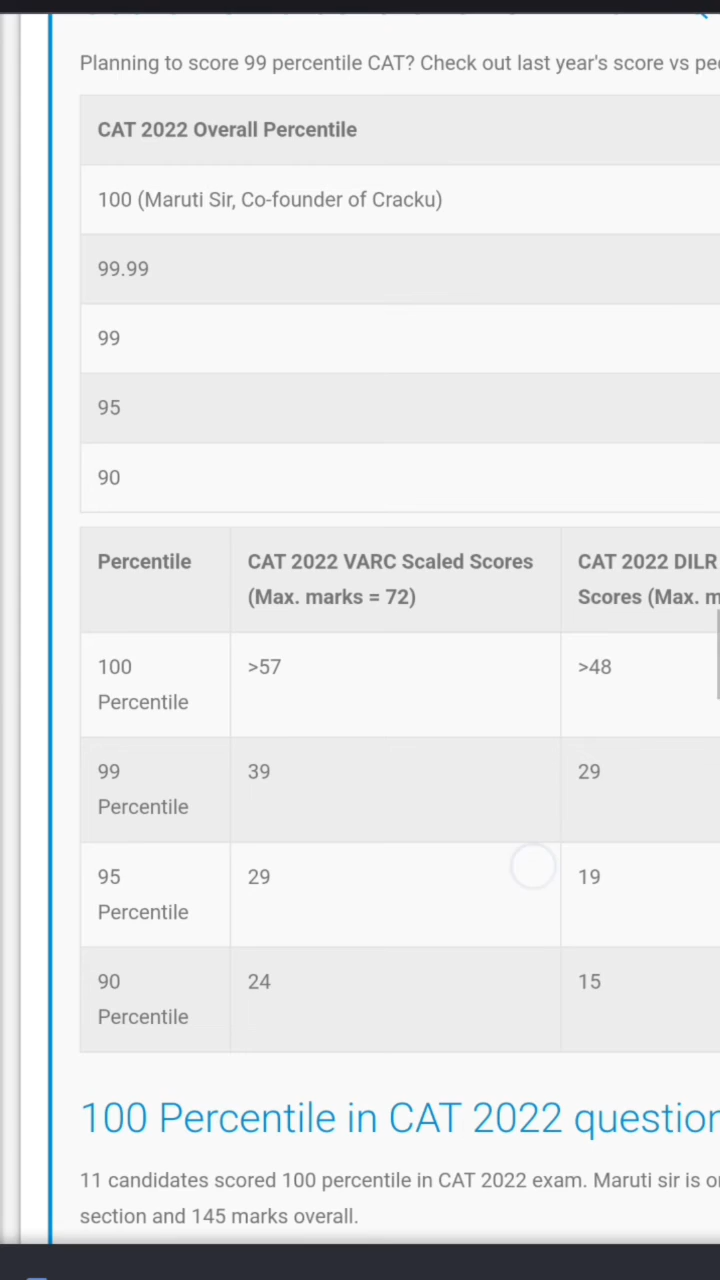 Planning to score 99 percentile CAT? Check out last year's score vs pe
CAT 2022 Overall Percentile
100 (Maruti Sir, Co-founder of Cracku)
99.99
99
95
90
Percentile CAT 2022 VARC Scaled Scores CAT 2022 DILR
(Max. marks = 72) Scores (Max. m
100 >57 >48
Percentile
99 39 29
Percentile
95 29 19
Percentile
90 24 15
Percentile
100 Percentile in CAT 2022 question
11 candidates scored 100 percentile in CAT 2022 exam. Maruti sir is o
section and 145 marks overall.